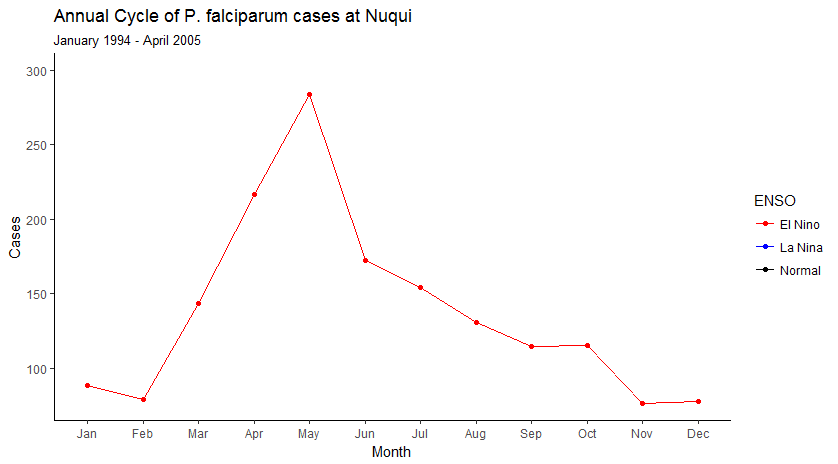 Annual Cycle of P. falciparum cases at Nuqui
January 1994 - April 2005
300
250
200
150
100
Cases
Jan Feb Mar Apr May Jun Jul Aug Sep Oct Nov Dec
Month
ENSO
El Nino
La Nina
Normal